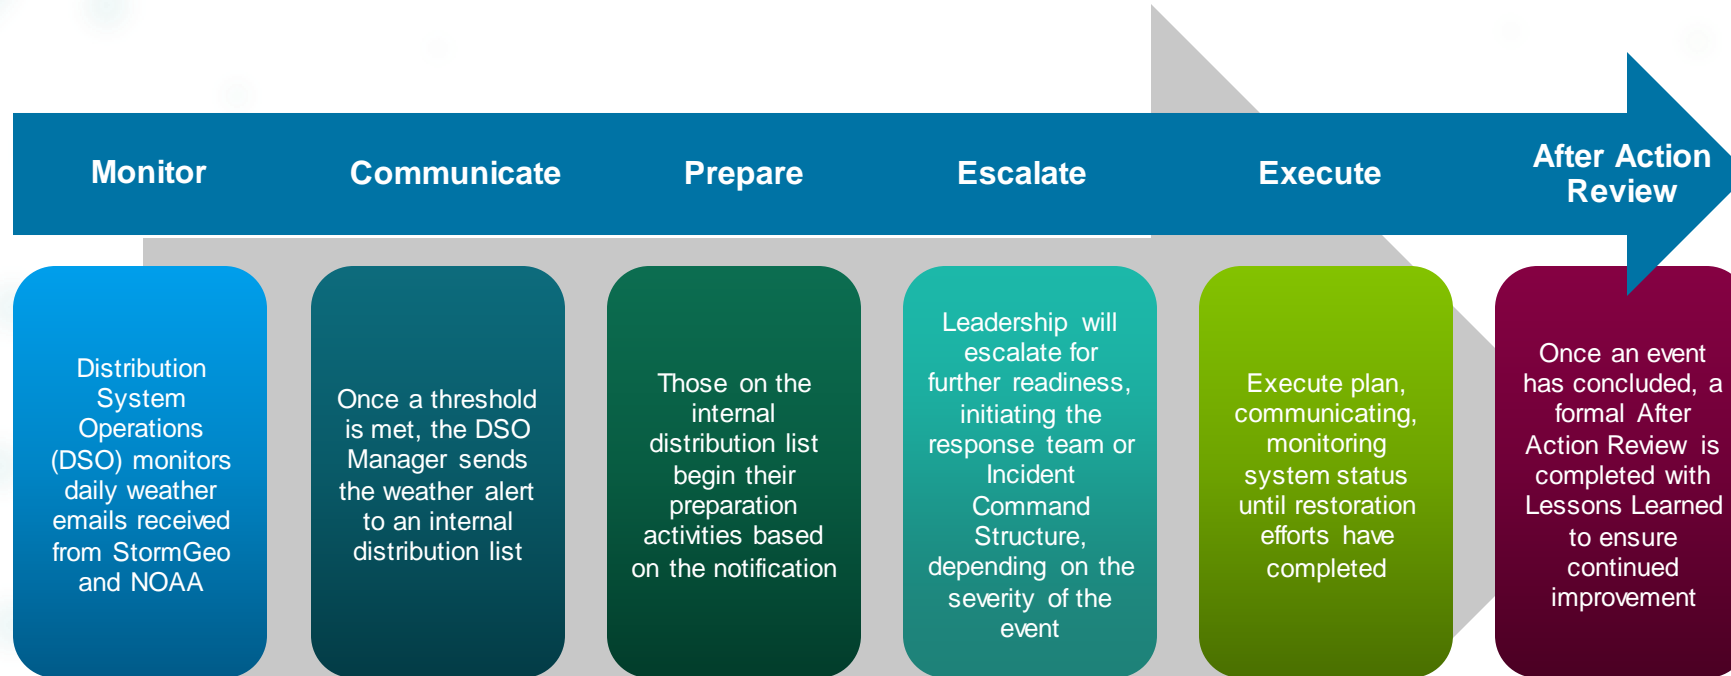 Monitor
Communicate
Prepare
Escalate
Execute
After Action
Review
Distribution
System
Operations
(DSO) monitors
daily weather
emails received
from StormGeo
and NOAA
Once a threshold
is met, the DSO
Manager sends
the weather alert
to an internal
distribution list
Those on the
internal
distribution list
begin their
preparation
activities based
on the notification
Leadership will
escalate for
further readiness,
initiating the
response team or
Incident
Command
Structure,
depending on the
severity of the
event
Execute plan,
communicating,
monitoring
system status
until restoration
efforts have
completed
Once an event
has concluded, a
formal After
Action Review is
completed with
Lessons Learned
to ensure
continued
improvement